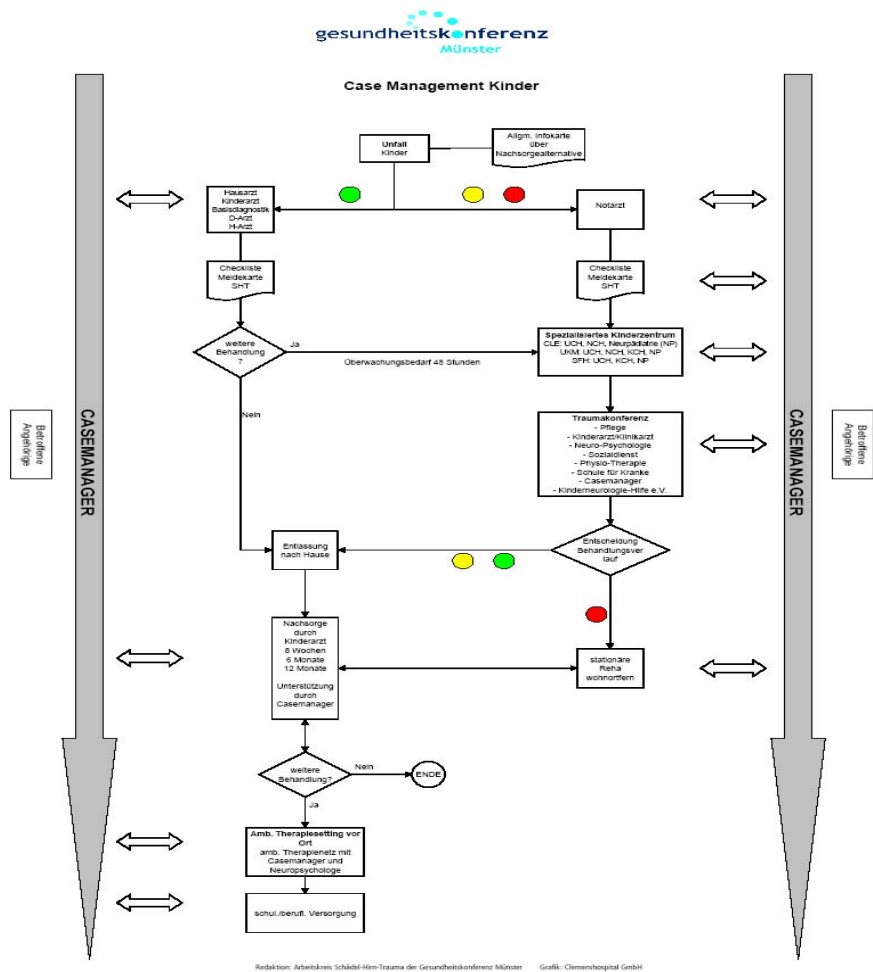 gesundheitskonferenz
Münster
Case Management Kinder
Unfall
Kinder
Allgm. Infokarte
über
Nachsorgealternative
Hausarzt
Kinderarzt
Basisdiagnostik
D-Arzt
H-Arzt
Notarzt
Checkliste
Meldekarte
SHT
Checkliste
Meldekarte
SHT
weitere
Behandlung
?
Ja
Überwachungsbedarf 48 Stunden
Spezialisiertes Kinderzentrum
CLE: UCH, NCH, Neurpädiatrie (NP)
UKM: UCH, NCH, KCH, NP
SFH: UCH, KCH, NP
Nein
Traumakonferenz
- Pflege
- Kinderarzt/Klinikarzt
- Neuro-Psychologie
- Sozialdienst
- Physio-Therapie
- Schule für Kranke
- Casemanager
- Kinderneurologie-Hilfe e.V.
Betroffene
Angehörige
CASEMANAGER
CASEMANAGER
Betroffene
Angehörige
Entlassung
nach Hause
Entscheidung
Behandlungsver
lauf
Nachsorge
durch
Kinderarzt
6 Monate
12 Monate
Unterstützung
durch
Casemanager
stationäre
Reha
wohnortfern
weitere
Behandlung?
Nein
ENDE
Ja
Amb. Therapiesetting vor
Ort
amb. Therapienetz mit
Casemanager und
Neuropsychologe
schul./berufl. Versorgung
Redaktion: Arbeitskreis Schädel-Hirn-Trauma der Gesundheitskonferenz Münster Grafik: Clemenshospital GmbH